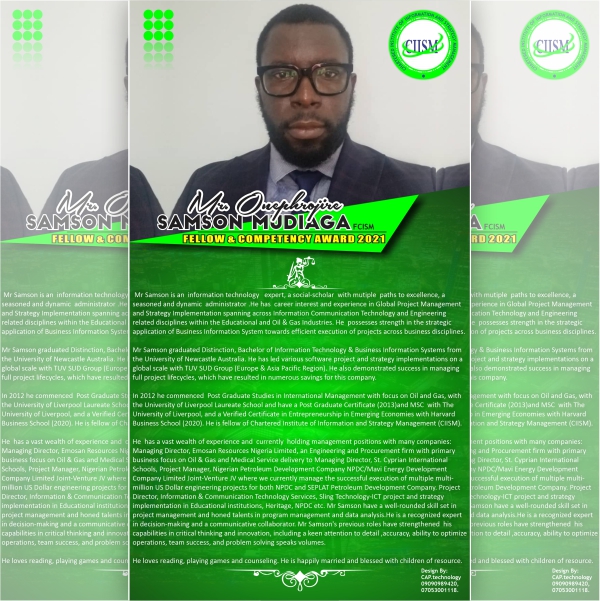 CIISM
Mr. Onephrojire
SAMSON MUDIAGA FCISM
FELLOW & COMPETENCY AWARD 2021
Mr Samson is an information technology expert, a social-scholar with mutiple paths to excellence, a
seasoned and dynamic administrator .He has career interest and experience in Global Project Management
and Strategy Implementation spanning across Information Communication Technology and Engineering
related disciplines within the Educational and Oil & Gas Industries. He possesses strength in the strategic
application of Business Information System towards efficient execution of projects across business disciplines.
Mr Samson graduated Distinction, Bachelor of Information Technology & Business Information Systems from
the University of Newcastle Australia. He has led various software project and strategy implementations on a
global scale with TUV SUD Group (Europe & Asia Pacific Region). He also demonstrated success in managing
full project lifecycles, which have resulted in numerous savings for this company.
In 2012 he commenced Post Graduate Studies in International Management with focus on Oil and Gas, with
the University of Liverpool Laureate School and have a Post Graduate Certificate (2013)and MSC with The
University of Liverpool, and a Verified Certificate in Entrepreneurship in Emerging Economies with Harvard
Business School (2020). He is fellow of Chartered Institute of Information and Strategy Management (CIISM).
He has a vast wealth of experience and currently holding management positions with many companies:
Managing Director, Emosan Resources Nigeria Limited, an Engineering and Procurement firm with primary
business focus on Oil & Gas and Medical Service delivery to Managing Director, St. Cyprian International
Schools, Project Manager, Nigerian Petroleum Development Company NPDC/Mavi Energy Development
Company Limited Joint-Venture JV where we currently manage the successful execution of multiple multi-
million US Dollar engineering projects for both NPDC and SEPLAT Petroleum Development Company. Project
Director, Information & Communication Technology Services, Sling Technology-ICT project and strategy
implementation in Educational institutions, Heritage, NPDC etc. Mr Samson have a well-rounded skill set in
project management and honed talents in program management and data analysis.He is a recognized expert
in decision-making and a communicative collaborator. Mr Samson's previous roles have strengthened his
capabilities in critical thinking and innovation, including a keen attention to detail ,accuracy, ability to optimize
operations, team success, and problem solving speaks volumes.
He loves reading, playing games and counseling. He is happily married and blessed with children of resource.
Design By:
CAP.technology
09090989420,
07053001118.